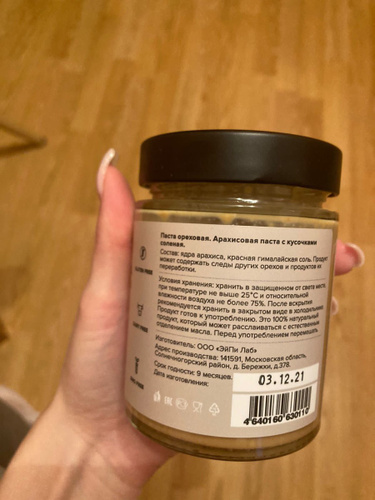 Паста ореховая. Арахисовая паста с кусочками
соленая.
Состав: ядра арахиса, красная гималайская соль. Продукт
может содержать следы других орехов и продуктов их
переработки.
Условия хранения: хранить в защищенном от света месте,
при температуре не выше 25°С и относительной
влажности воздуха не более 75%. После вскрытия
рекомендуется хранить в закрытом виде в холодильнике.
Продукт готов к употреблению. Это 100% натуральный
продукт, который может расслаиваться с естественным
отделением масла. Перед употреблением перемешать.
Изготовитель: ООО «ЭйПи Лаб»
Адрес производства: 141591, Московская область,
Солнечногорский район, д. Бережки, д.378.
Срок годности: 9 месяцев.
Дата изготовления:
03.12.21
4 640160 630110